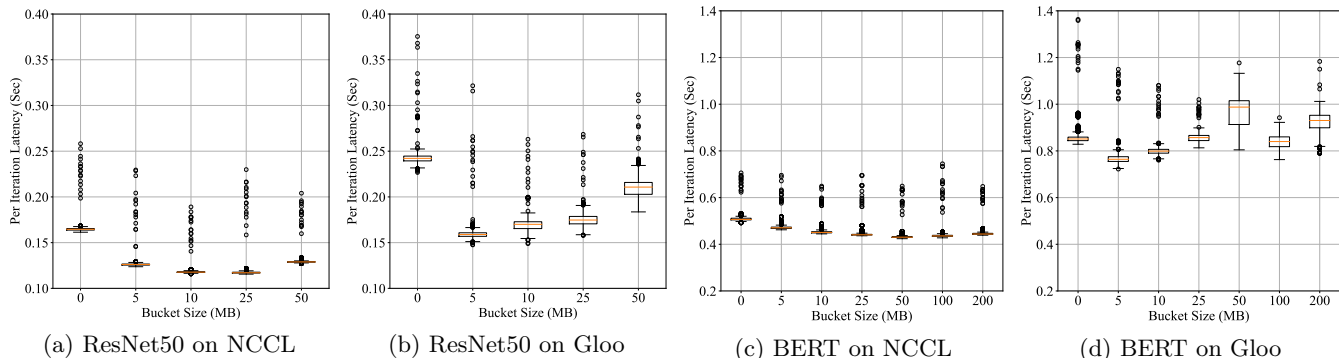 0.40
0.35
0.30
0.25
0.20
0.15
0.10
Per Iteration Latency (Sec)
0 5 10 25 50
Bucket Size (MB)
(a) ResNet50 on NCCL
0.40
0.35
0.30
0.25
0.20
0.15
0.10
Per Iteration Latency (Sec)
0 5 10 25 50
Bucket Size (MB)
(b) ResNet50 on Gloo
1.4
1.2
1.0
0.8
0.6
0.4
0.2
Per Iteration Latency (Sec)
0 5 10 25 50 100 200
Bucket Size (MB)
(c) BERT on NCCL
1.4
1.2
1.0
0.8
0.6
0.4
0.2
Per Iteration Latency (Sec)
0 5 10 25 50 100 200
Bucket Size (MB)
(d) BERT on Gloo